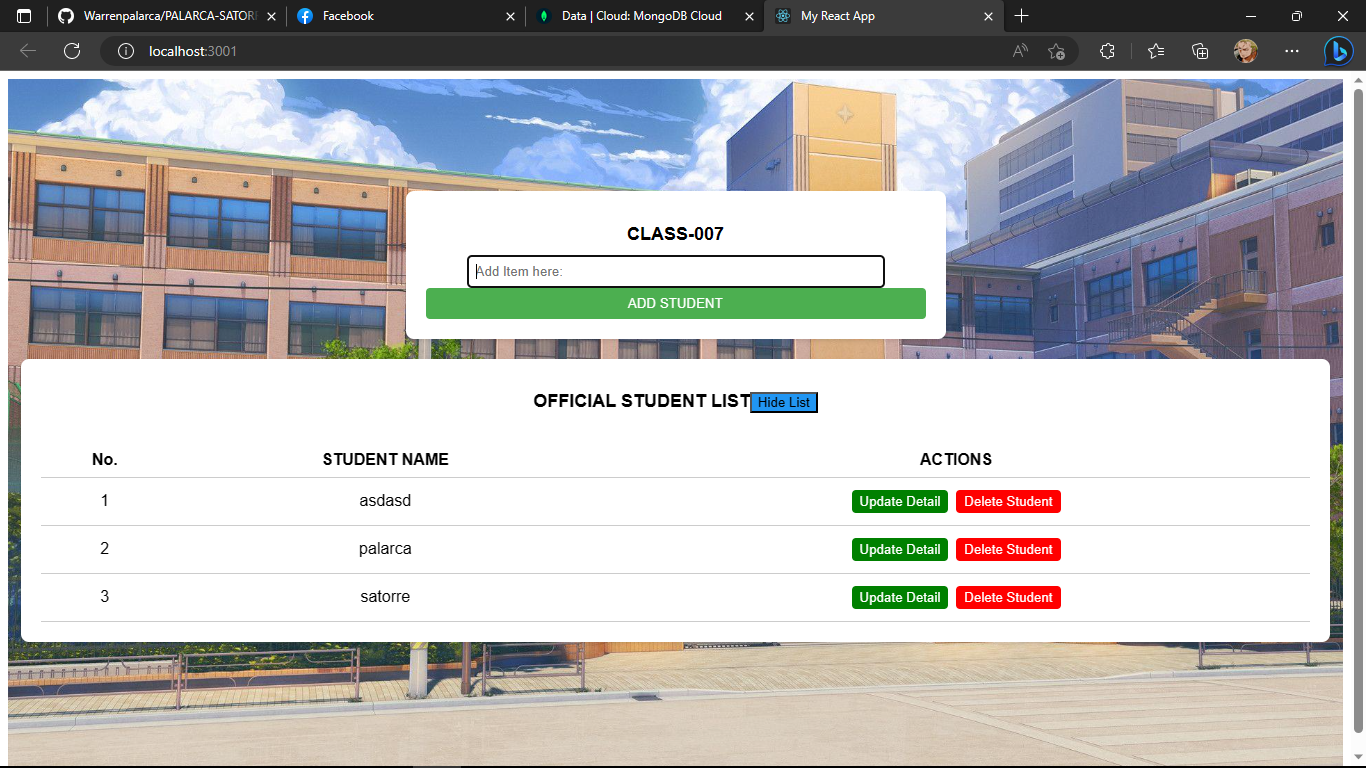 Warrenpalarca/PALARCA-SATOR
Facebook
Data | Cloud: MongoDB Cloud
My React App
localhost:3001
CLASS-007
Add Item here:
ADD STUDENT
OFFICIAL STUDENT LIST Hide List
No. STUDENT NAME ACTIONS
1 asdasd Update Detail Delete Student
2 palarca Update Detail Delete Student
3 satorre Update Detail Delete Student